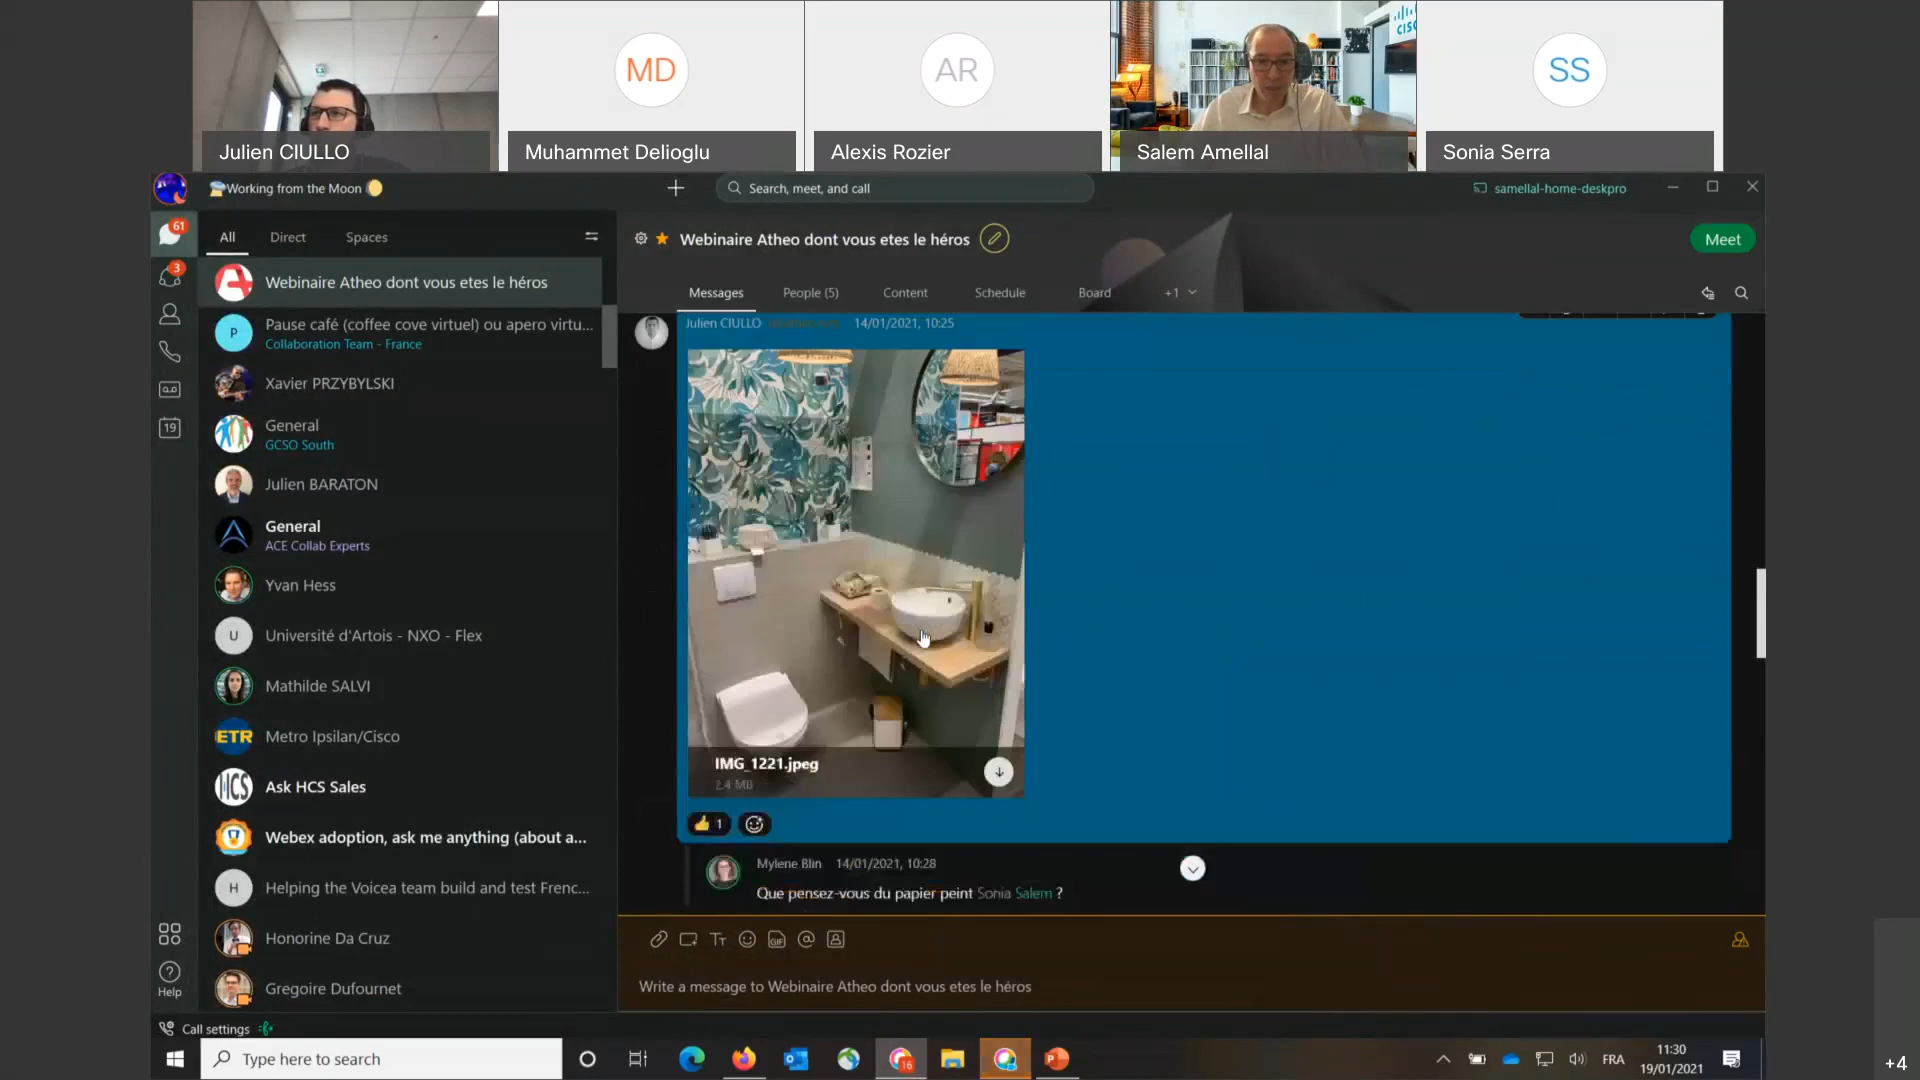 MD
AR
SS
CISC
Julien CIULLO
Muhammet Delioglu
Alexis Rozier
Salem Amellal
Sonia Serra
Working from the Moon
Search, meet, and call
samellal-home-deskpro
61
All
Direct
Spaces
Webinaire Atheo dont vous etes le héros
Meet
3
Webinaire Atheo dont vous etes le héros
Messages
People (5)
Content
Schedule
Board
+1
P
Pause café (coffee cove virtuel) ou apero virtu...
Collaboration Team - France
Julien CIULLO
14/01/2021, 10:25
Xavier PRZYBYLSKI
19
General
GCSO South
Julien BARATON
General
ACE Collab Experts
Yvan Hess
U
Université d'Artois - NXO - Flex
Mathilde SALVI
ETR
Metro Ipsilan/Cisco
IMG_1221.jpeg
2.4 MB
HCS
Ask HCS Sales
1
Webex adoption, ask me anything (about a...
Mylene Blin 14/01/2021, 10:28
Que pensez-vous du papier peint Sonia Salem ?
H
Helping the Voicea team build and test Frenc...
Honorine Da Cruz
GIF
Help
Gregoire Dufournet
Write a message to Webinaire Atheo dont vous etes le héros
Call settings
Type here to search
16
FRA
11:30
19/01/2021
+4